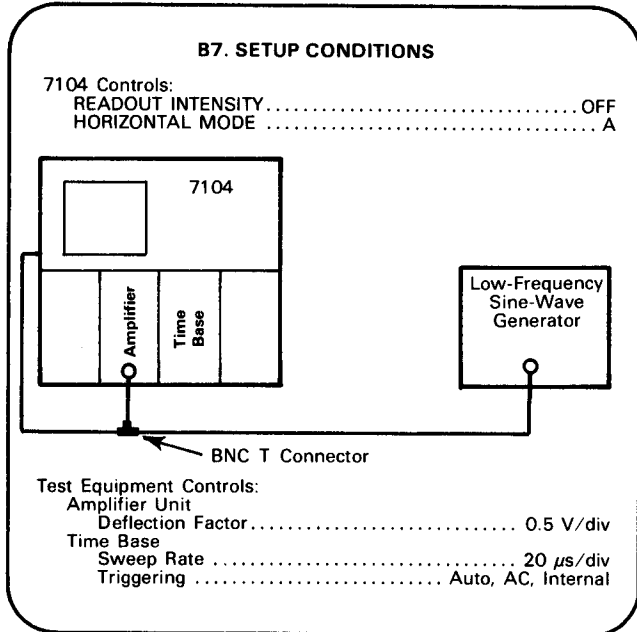 B7. SETUP CONDITIONS
7104 Controls:
READOUT INTENSITY................................OFF
HORIZONTAL MODE ....................................A
7104
Amplifier
Time
Base
Low-Frequency
Sine-Wave
Generator
BNC T Connector
Test Equipment Controls:
Amplifier Unit
Deflection Factor........................... 0.5 V/div
Time Base
Sweep Rate ............................... 20 μs/div
Triggering ......................... Auto, AC, Internal